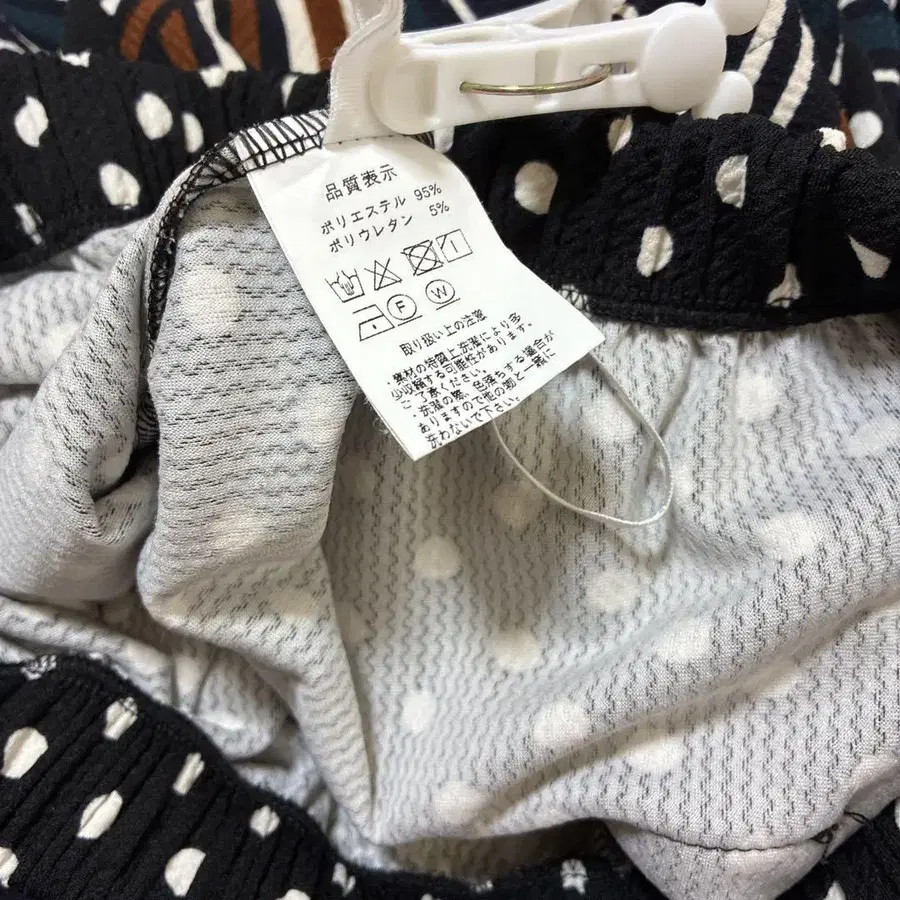 品質表示
ポリエステル 95%
ポリウレタン 5%
F W
取り扱い上の注意
・素材の特質上洗濯により多
少収縮する可能性があります。
ご了承ください。
・洗濯の際、色落ちする場合が
ありますので他の物と一緒に
洗わないで下さい。